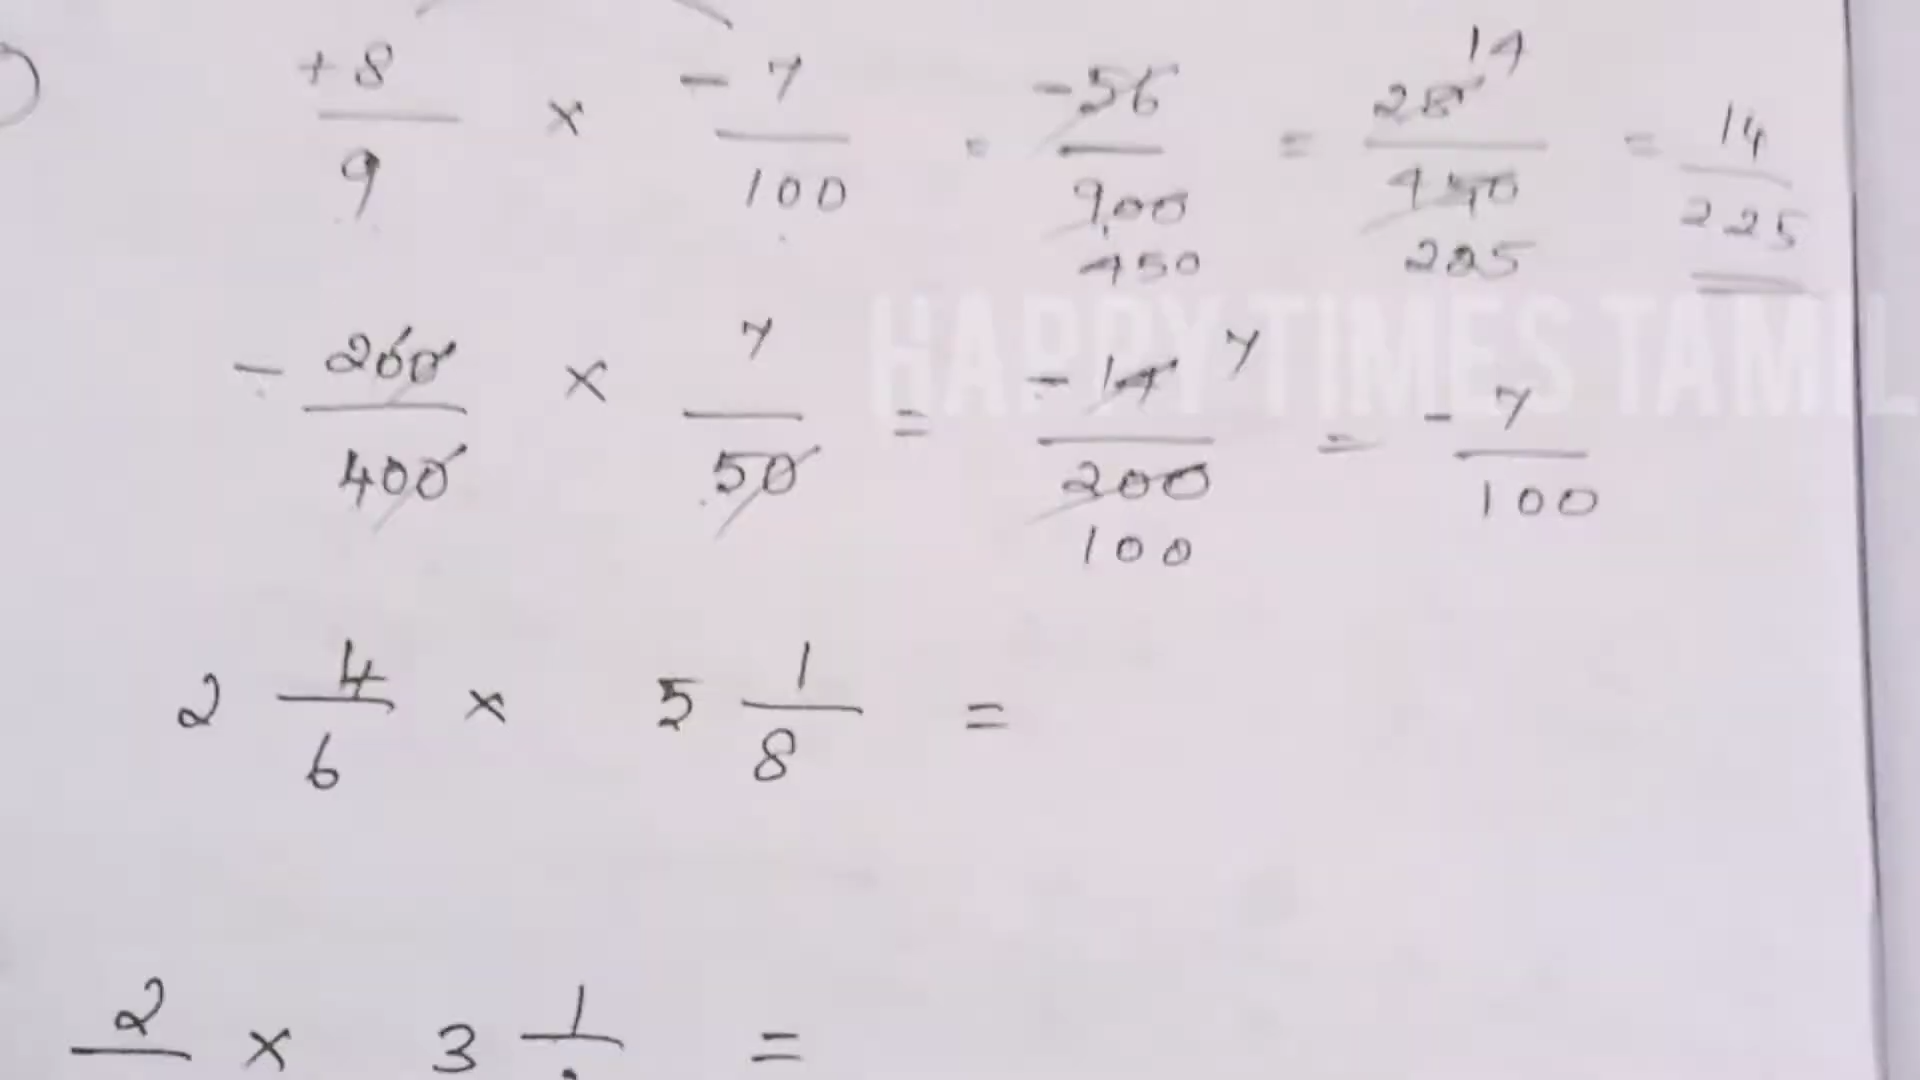 +8/9 × -7/100 = -56/900 450 = 28/450 14 225 = 14/225
-200/400 × 7/50 = -14/200 7 100 = -7/100
HAPPY TIMES TAMIL
2 4/6 × 5 1/8 =
2 × 3 1 =